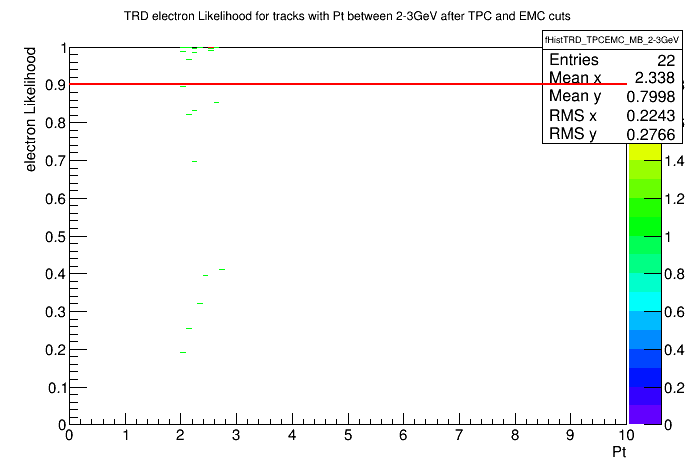 TRD electron Likelihood for tracks with Pt between 2-3GeV after TPC and EMC cuts
fHistTRD_TPCEMC_MB_2-3GeV
Entries 22
Mean x 2.338
Mean y 0.7998
RMS x 0.2243
RMS y 0.2766
electron Likelihood
1
0.9
0.8
0.7
0.6
0.5
0.4
0.3
0.2
0.1
0
0 1 2 3 4 5 6 7 8 9 10
Pt
1.4
1.2
1
0.8
0.6
0.4
0.2
0